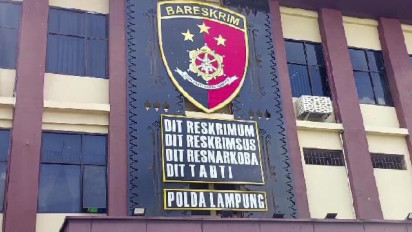 BARESKRIM
DIT RESKRIMUM
DIT RESKRIMSUS
DIT RESNARKOBA
DIT TAHTI
POLDA LAMPUNG